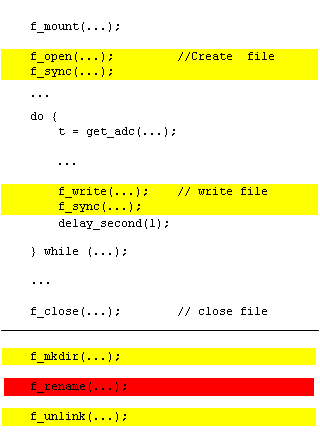 f_mount(...);
f_open(...); //Create file
f_sync(...);
...
do {
t = get_adc(...);
...
f_write(...); // write file
f_sync(...);
delay_second(1);
} while (...);
...
f_close(...); // close file
f_mkdir(...);
f_rename(...);
f_unlink(...);